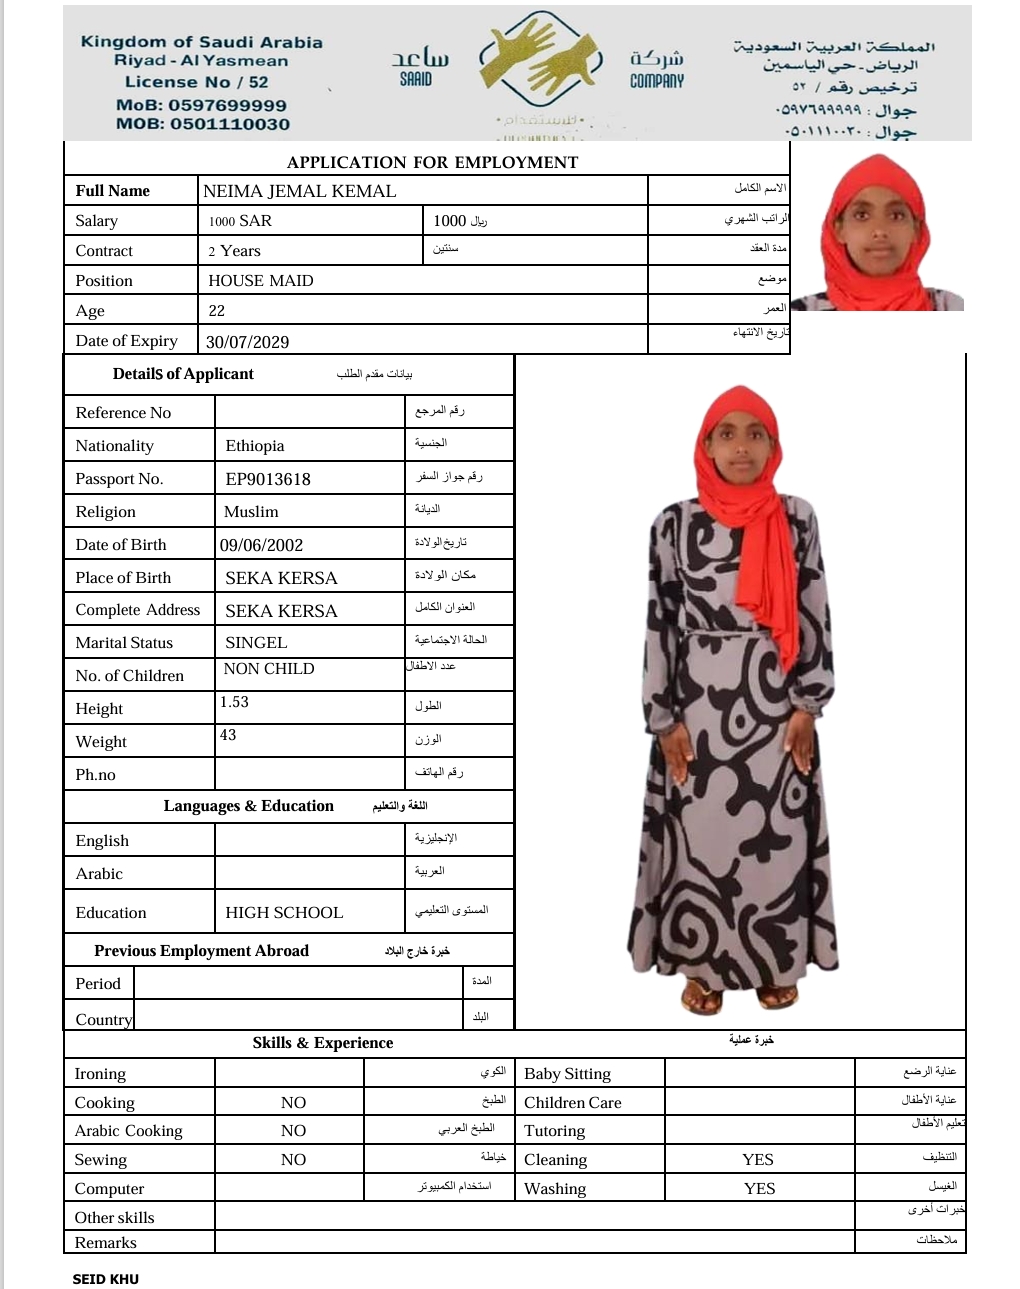 Kingdom of Saudi Arabia
Riyad - Al Yasmean
License No / 52
MoB: 0597699999
MOB: 0501110030
ساعد
SAAID
شركة
COMPANY
للاستقدام
المملكة العربية السعودية
الرياض - حي الياسمين
ترخيص رقم / ٥٢
جوال : ٠٥٩٧٦٩٩٩٩٩
جوال : ٠٥٠١١١٠٠٣٠
APPLICATION FOR EMPLOYMENT
Full Name NEIMA JEMAL KEMAL الاسم الكامل
Salary 1000 SAR 1000 ريال الراتب الشهري
Contract 2 Years سنتين مدة العقد
Position HOUSE MAID موضع
Age 22 العمر
Date of Expiry 30/07/2029 تاريخ الانتهاء
Details of Applicant بيانات مقدم الطلب
Reference No رقم المرجع
Nationality Ethiopia الجنسية
Passport No. EP9013618 رقم جواز السفر
Religion Muslim الديانة
Date of Birth 09/06/2002 تاريخ الولادة
Place of Birth SEKA KERSA مكان الولادة
Complete Address SEKA KERSA العنوان الكامل
Marital Status SINGEL الحالة الاجتماعية
No. of Children NON CHILD عدد الاطفال
Height 1.53 الطول
Weight 43 الوزن
Ph.no رقم الهاتف
Languages & Education اللغة والتعليم
English الإنجليزية
Arabic العربية
Education HIGH SCHOOL المستوى التعليمي
Previous Employment Abroad خبرة خارج البلاد
Period المدة
Country البلد
Skills & Experience خبرة عملية
Ironing الكوي Baby Sitting عناية الرضع
Cooking NO الطبخ Children Care عناية الأطفال
Arabic Cooking NO الطبخ العربي Tutoring تعليم الأطفال
Sewing NO خياطة Cleaning YES التنظيف
Computer استخدام الكمبيوتر Washing YES الغيسل
Other skills خبرات أخرى
Remarks ملاحظات
SEID KHU